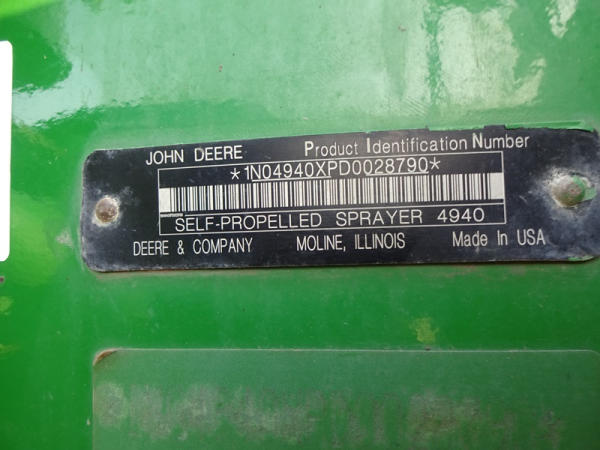 JOHN DEERE Product Identification Number
*1N04940XPD0028790*
SELF-PROPELLED SPRAYER 4940
DEERE & COMPANY MOLINE, ILLINOIS Made In USA